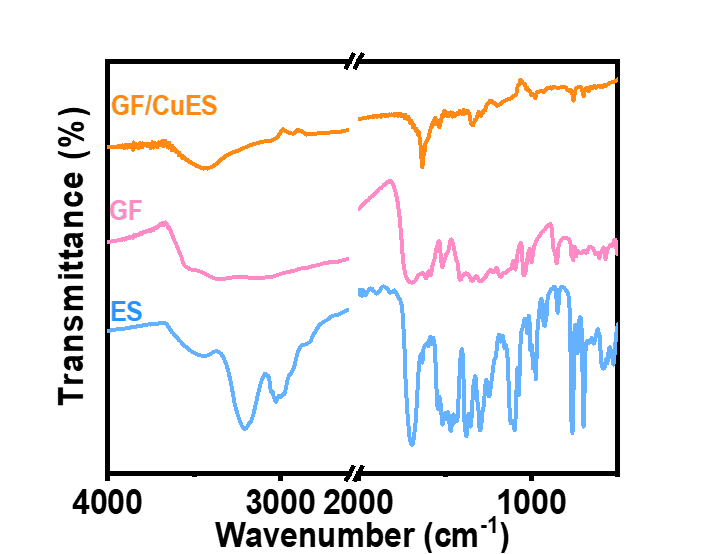 GF/CuES
GF
ES
Transmittance (%)
4000 3000 2000 1000
Wavenumber (cm⁻¹)